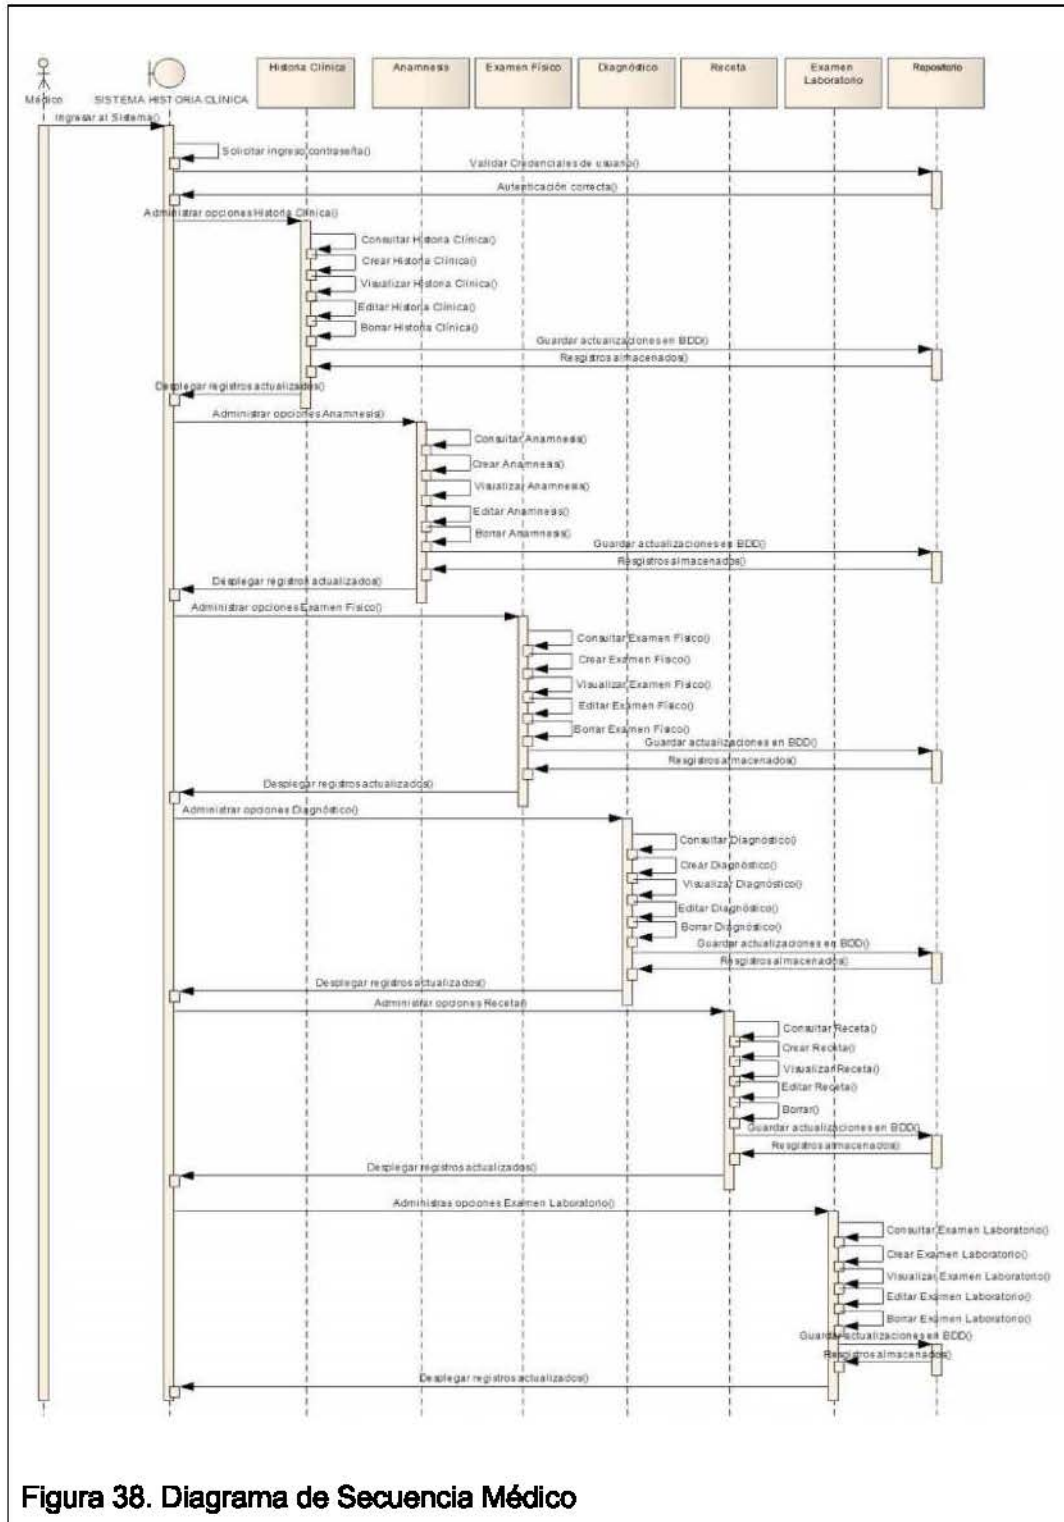 Historia Clínica
Anamnesis
Examen Físico
Diagnóstico
Receta
Examen
Laboratorio
Repositorio
Médico
SISTEMA HISTORIA CLÍNICA
Ingresar al Sistema()
Solicitar ingreso contraseña()
Validar Credenciales de usuario()
Autenticación correcta()
Administrar opciones Historia Clínica()
Consultar Historia Clínica()
Crear Historia Clínica()
Visualizar Historia Clínica()
Editar Historia Clínica()
Borrar Historia Clínica()
Guardar actualizaciones en BDD()
Resgistros almacenados()
Desplegar registros actualizados()
Administrar opciones Anamnesis()
Consultar Anamnesis()
Crear Anamnesis()
Visualizar Anamnesis()
Editar Anamnesis()
Borrar Anamnesis()
Guardar actualizaciones en BDD()
Resgistros almacenados()
Desplegar registros actualizados()
Administrar opciones Examen Físico()
Consultar Examen Físico()
Crear Examen Físico()
Visualizar Examen Físico()
Editar Examen Físico()
Borrar Examen Físico()
Guardar actualizaciones en BDD()
Resgistros almacenados()
Desplegar registros actualizados()
Administrar opciones Diagnóstico()
Consultar Diagnóstico()
Crear Diagnóstico()
Visualizar Diagnóstico()
Editar Diagnóstico()
Borrar Diagnóstico()
Guardar actualizaciones en BDD()
Resgistros almacenados()
Desplegar registros actualizados()
Administrar opciones Receta()
Consultar Receta()
Crear Receta()
Visualizar Receta()
Editar Receta()
Borrar()
Guardar actualizaciones en BDD()
Resgistros almacenados()
Desplegar registros actualizados()
Administras opciones Examen Laboratorio()
Consultar Examen Laboratorio()
Crear Examen Laboratorio()
Visualizar Examen Laboratorio()
Editar Examen Laboratorio()
Borrar Examen Laboratorio()
Guardar actualizaciones en BDD()
Resgistros almacenados()
Desplegar registros actualizados()
Figura 38. Diagrama de Secuencia Médico